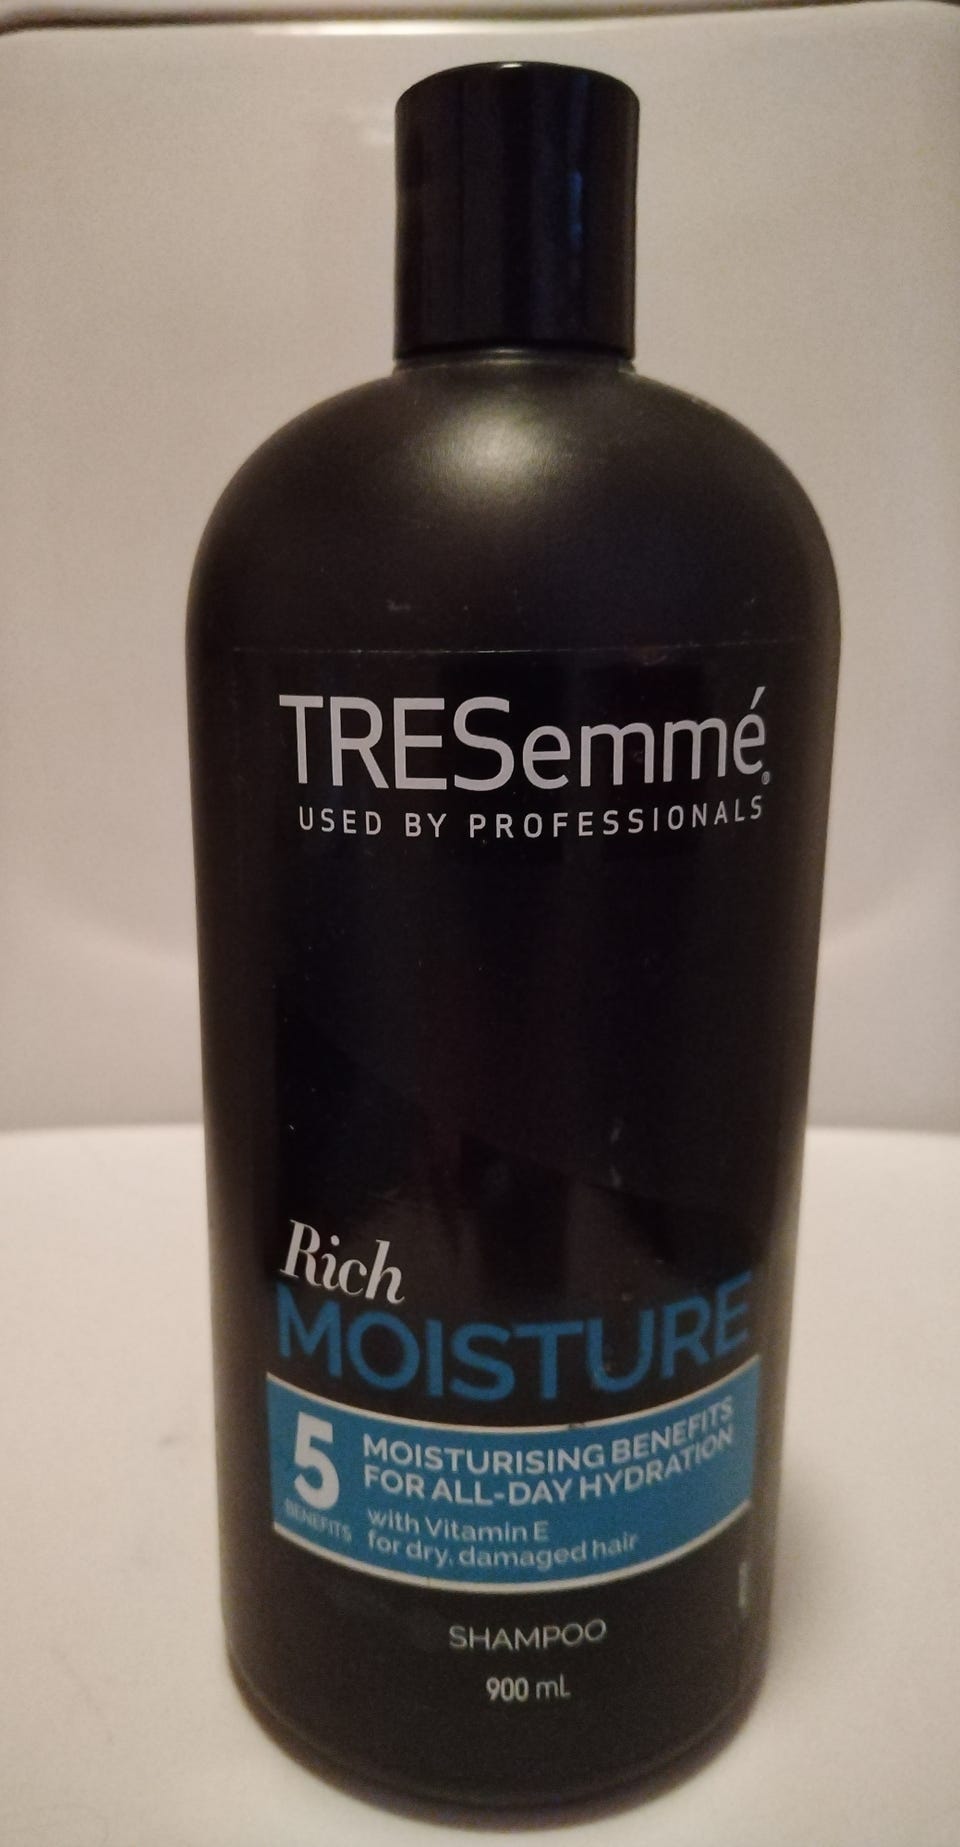 TRESemmé®
USED BY PROFESSIONALS
Rich
MOISTURE
5
BENEFITS
MOISTURISING BENEFITS
FOR ALL-DAY HYDRATION
with Vitamin E
for dry, damaged hair
SHAMPOO
900 mL